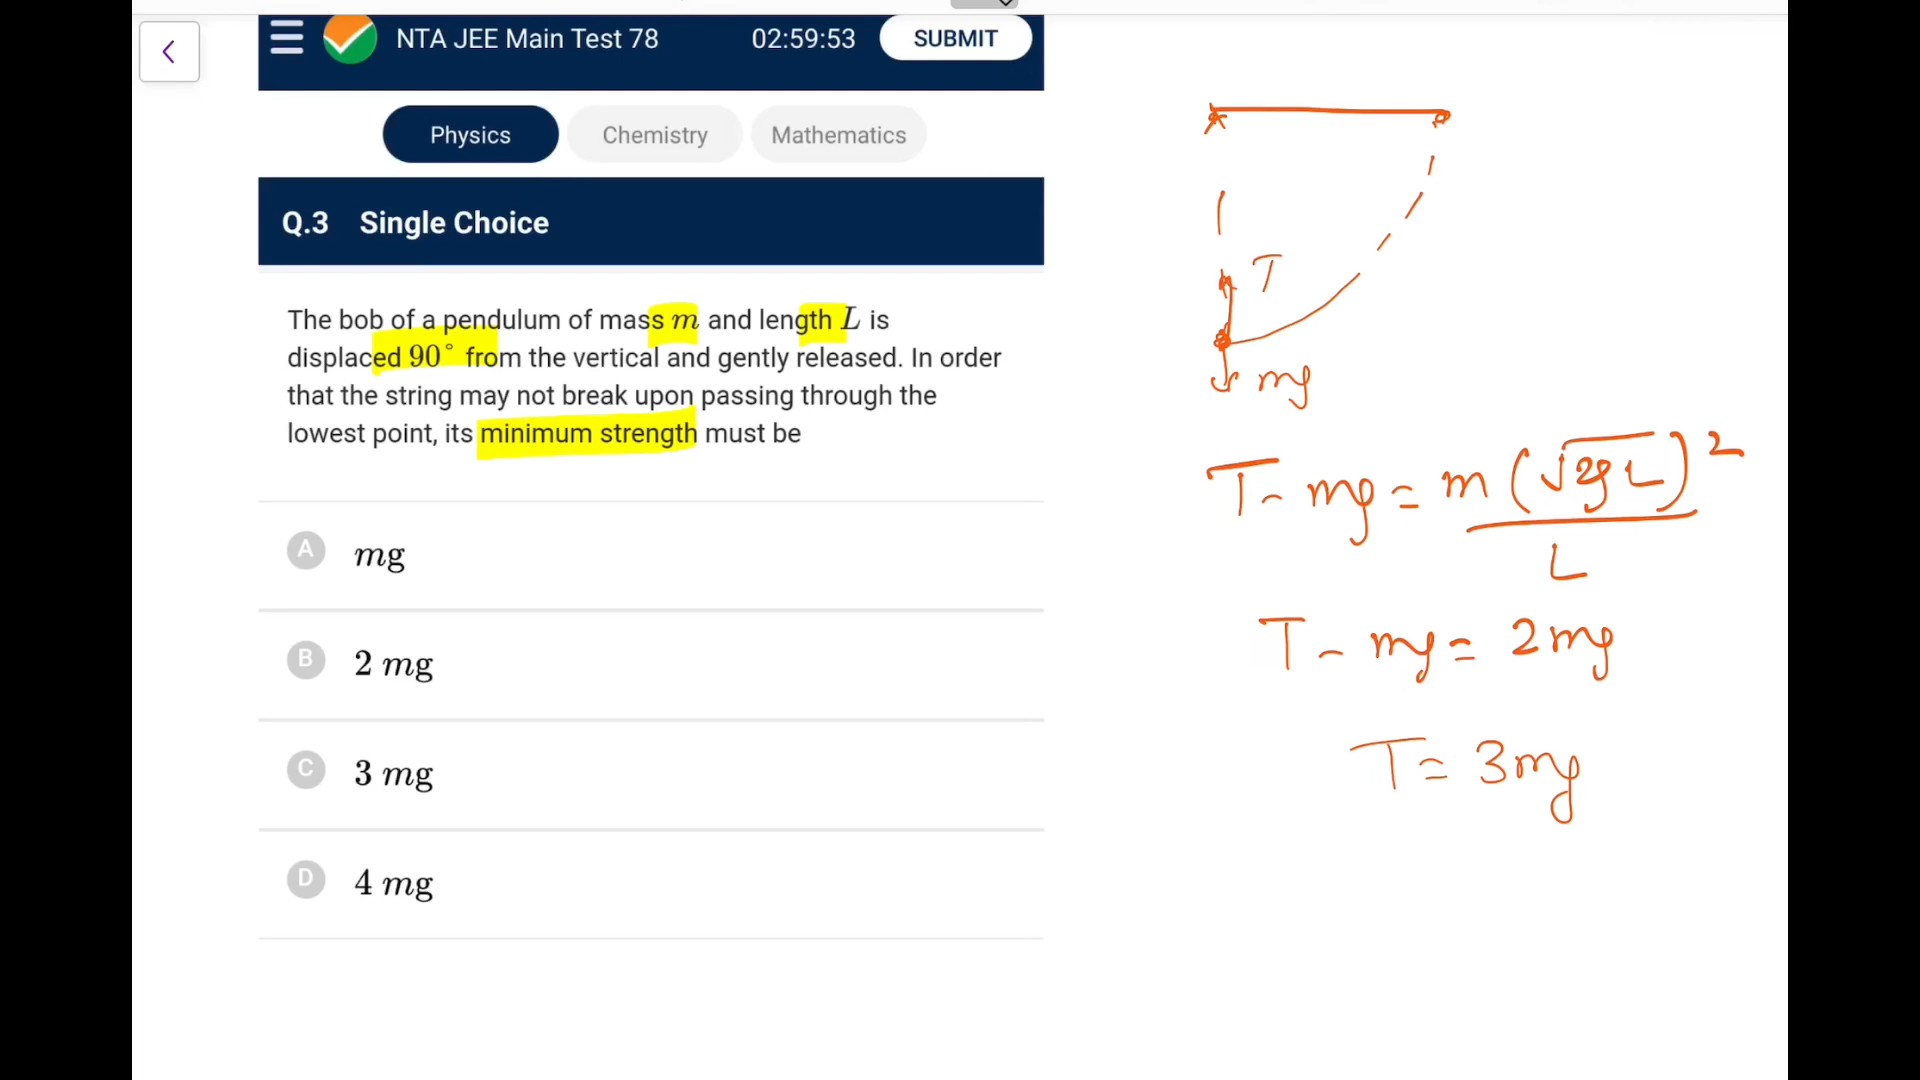 NTA JEE Main Test 78 02:59:53 SUBMIT
Physics Chemistry Mathematics
Q.3 Single Choice
The bob of a pendulum of mass m and length L is
displaced 90° from the vertical and gently released. In order
that the string may not break upon passing through the
lowest point, its minimum strength must be
A mg
B 2 mg
C 3 mg
D 4 mg
T
mg
T - mg = m(√2gL)²
L
T - mg = 2mg
T = 3mg